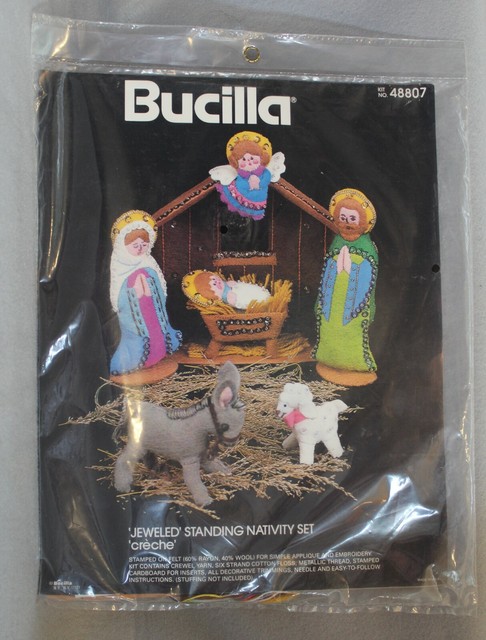 Bucilla®
KIT
NO. 48807
'JEWELED' STANDING NATIVITY SET
'crèche'
STAMPED ON FELT (60% RAYON, 40% WOOL) FOR SIMPLE APPLIQUE AND EMBROIDERY
KIT CONTAINS CREWEL YARN, SIX STRAND COTTON FLOSS, METALLIC THREAD, STAMPED
CARDBOARD FOR INSERTS, ALL DECORATIVE TRIMMINGS, NEEDLE AND EASY-TO-FOLLOW
INSTRUCTIONS. (STUFFING NOT INCLUDED)
Bucilla